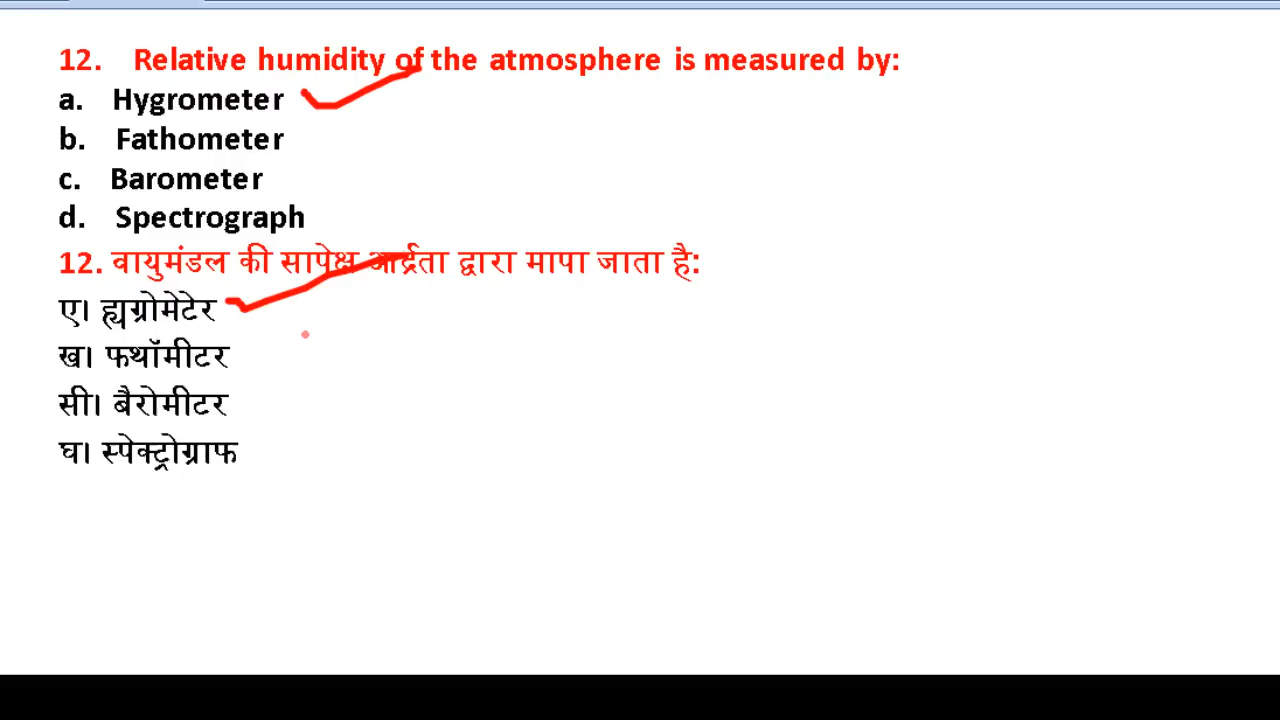 12. Relative humidity of the atmosphere is measured by:
a. Hygrometer
b. Fathometer
c. Barometer
d. Spectrograph
12. वायुमंडल की सापेक्ष आर्द्रता द्वारा मापा जाता है:
ए। ह्यग्रोमेटेर
ख। फथॉमीटर
सी। बैरोमीटर
घ। स्पेक्ट्रोग्राफ